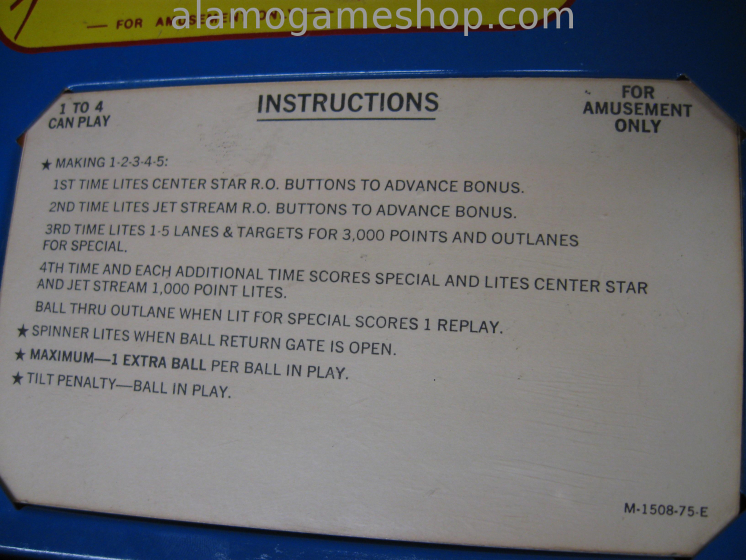 — FOR AMUSEMENT ONLY
alamogameshop.com
1 TO 4
CAN PLAY
INSTRUCTIONS
FOR
AMUSEMENT
ONLY
★ MAKING 1-2-3-4-5:
1ST TIME LITES CENTER STAR R.O. BUTTONS TO ADVANCE BONUS.
2ND TIME LITES JET STREAM R.O. BUTTONS TO ADVANCE BONUS.
3RD TIME LITES 1-5 LANES & TARGETS FOR 3,000 POINTS AND OUTLANES
FOR SPECIAL.
4TH TIME AND EACH ADDITIONAL TIME SCORES SPECIAL AND LITES CENTER STAR
AND JET STREAM 1,000 POINT LITES.
BALL THRU OUTLANE WHEN LIT FOR SPECIAL SCORES 1 REPLAY.
★ SPINNER LITES WHEN BALL RETURN GATE IS OPEN.
★ MAXIMUM—1 EXTRA BALL PER BALL IN PLAY.
★ TILT PENALTY—BALL IN PLAY.
M-1508-75-E